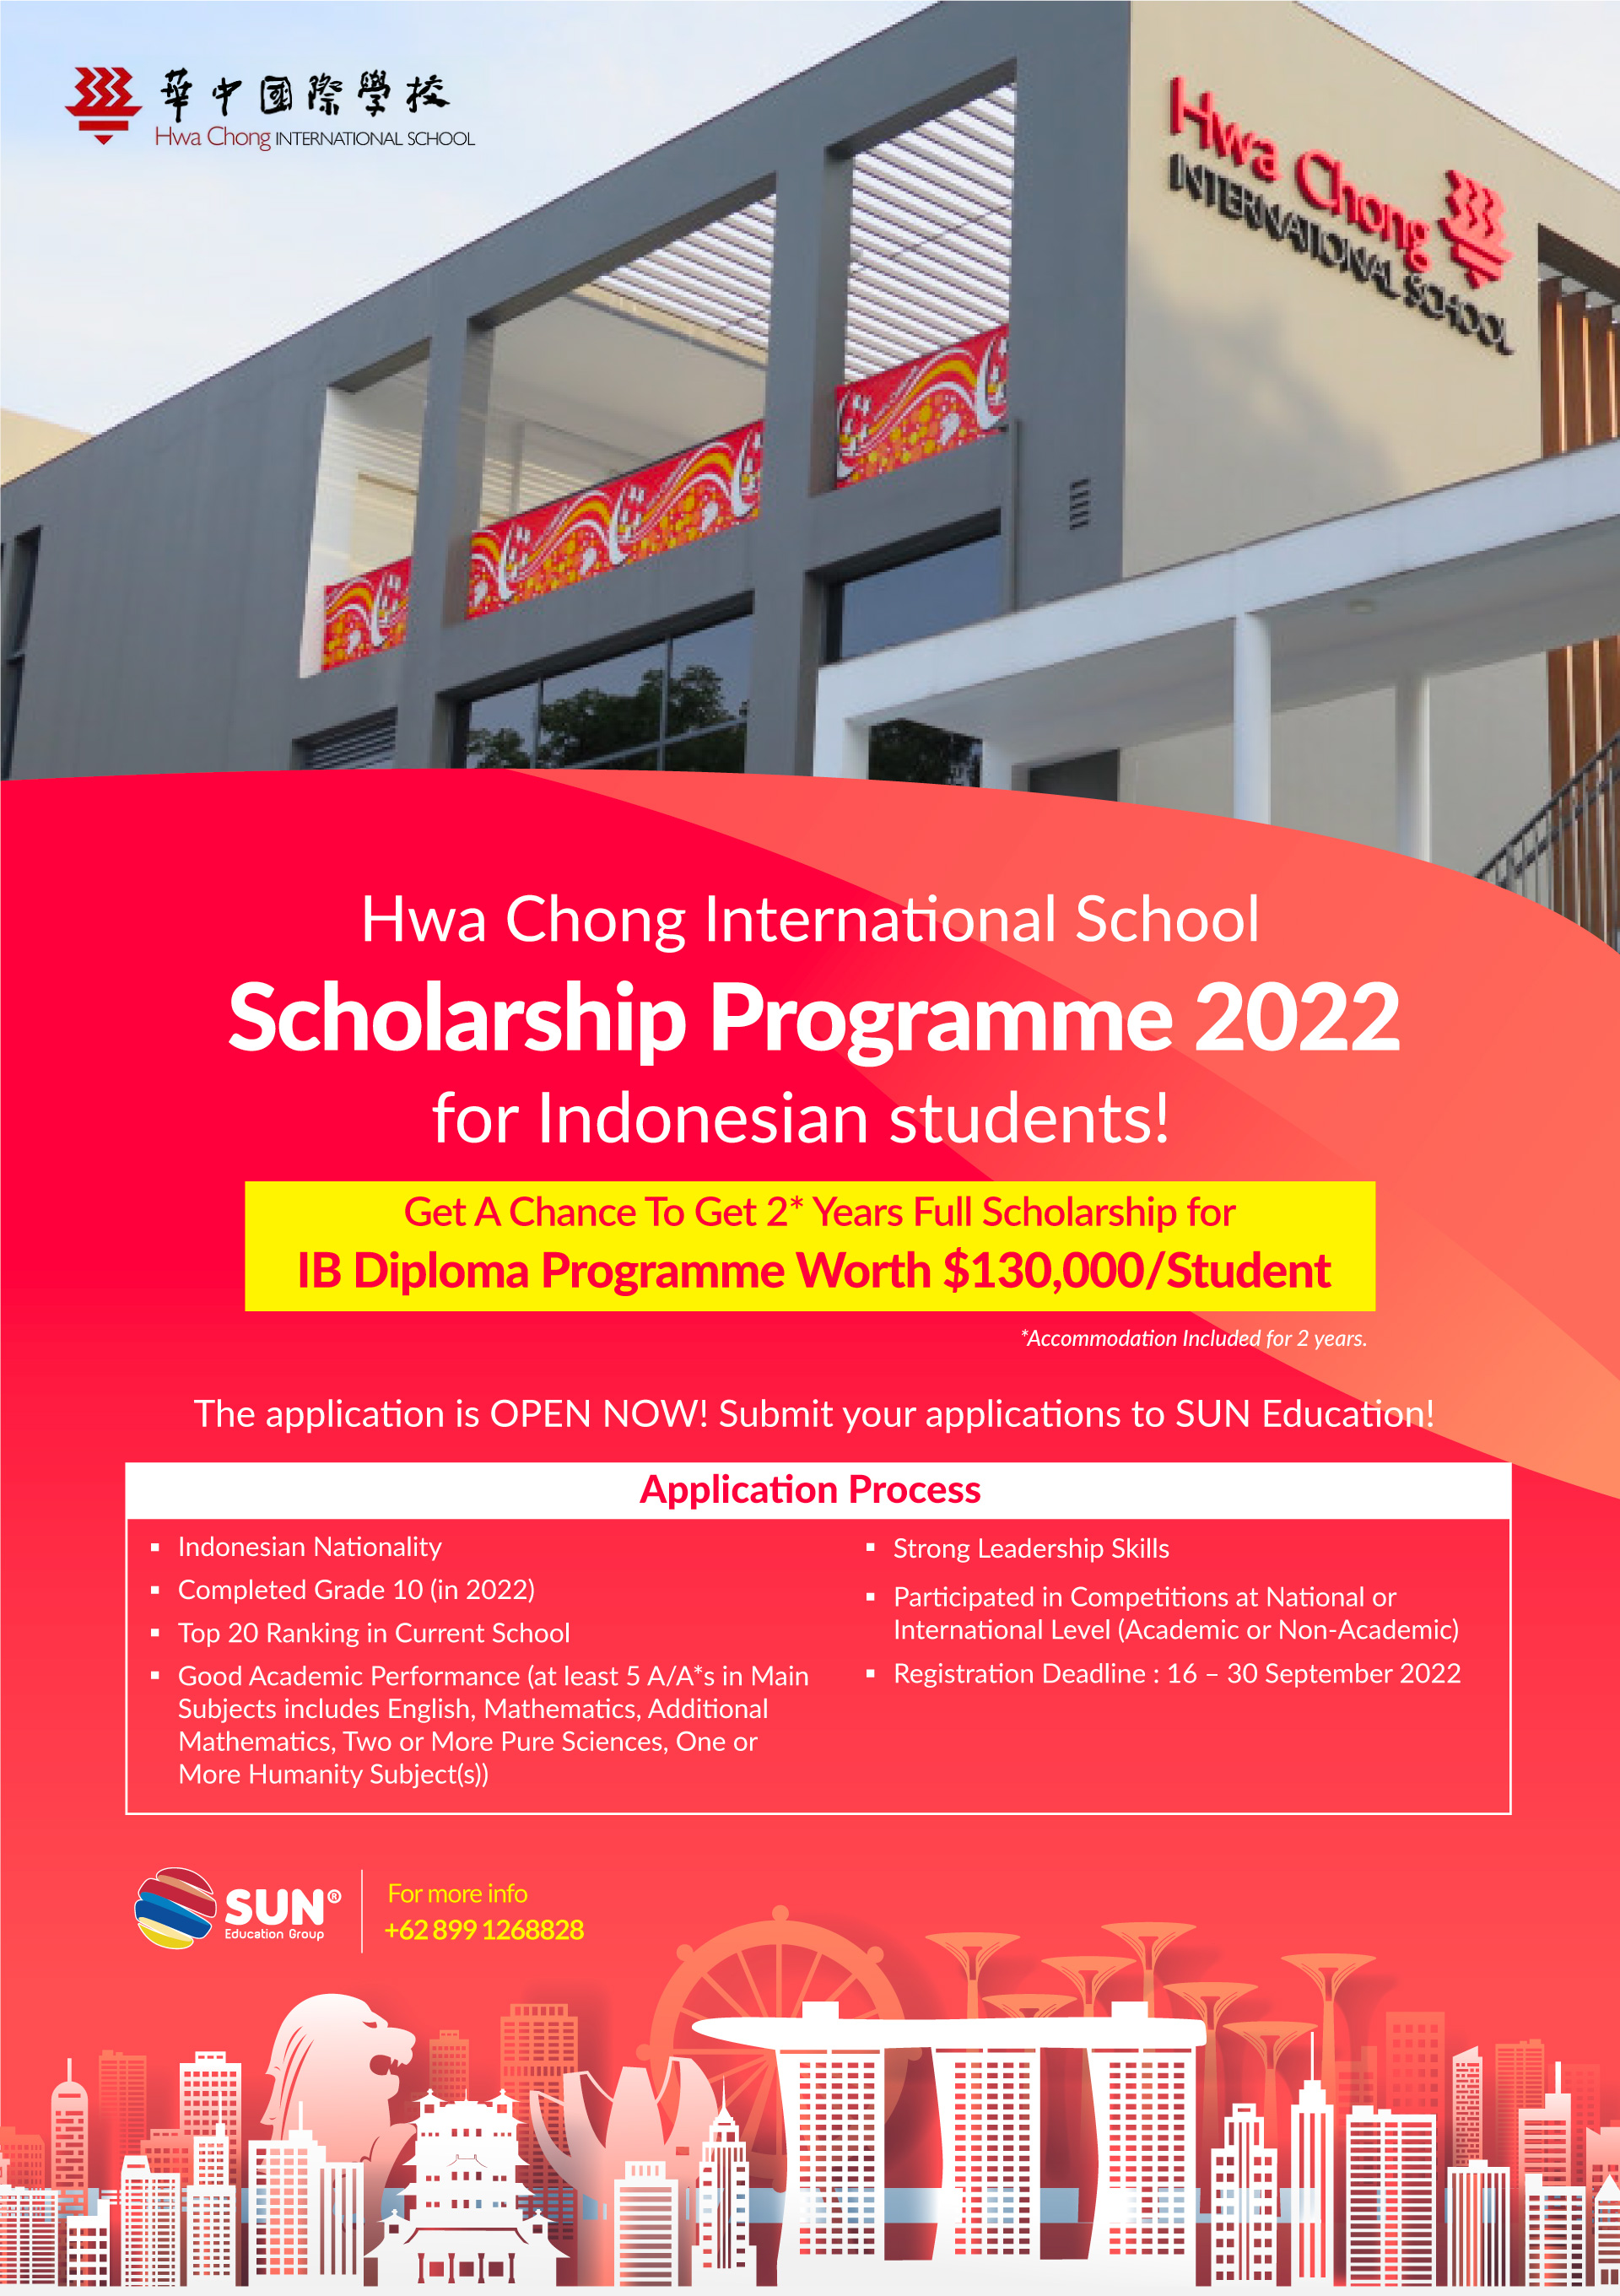 華中國際學校
Hwa Chong INTERNATIONAL SCHOOL
Hwa Chong
INTERNATIONAL SCHOOL
Hwa Chong International School
Scholarship Programme 2022
for Indonesian students!
Get A Chance To Get 2* Years Full Scholarship for
IB Diploma Programme Worth $130,000/Student
*Accommodation Included for 2 years.
The application is OPEN NOW! Submit your applications to SUN Education!
Application Process
▪ Indonesian Nationality
▪ Completed Grade 10 (in 2022)
▪ Top 20 Ranking in Current School
▪ Good Academic Performance (at least 5 A/A*s in Main
Subjects includes English, Mathematics, Additional
Mathematics, Two or More Pure Sciences, One or
More Humanity Subject(s))
▪ Strong Leadership Skills
▪ Participated in Competitions at National or
International Level (Academic or Non-Academic)
▪ Registration Deadline : 16 – 30 September 2022
SUN®
Education Group
For more info
+62 899 1268828